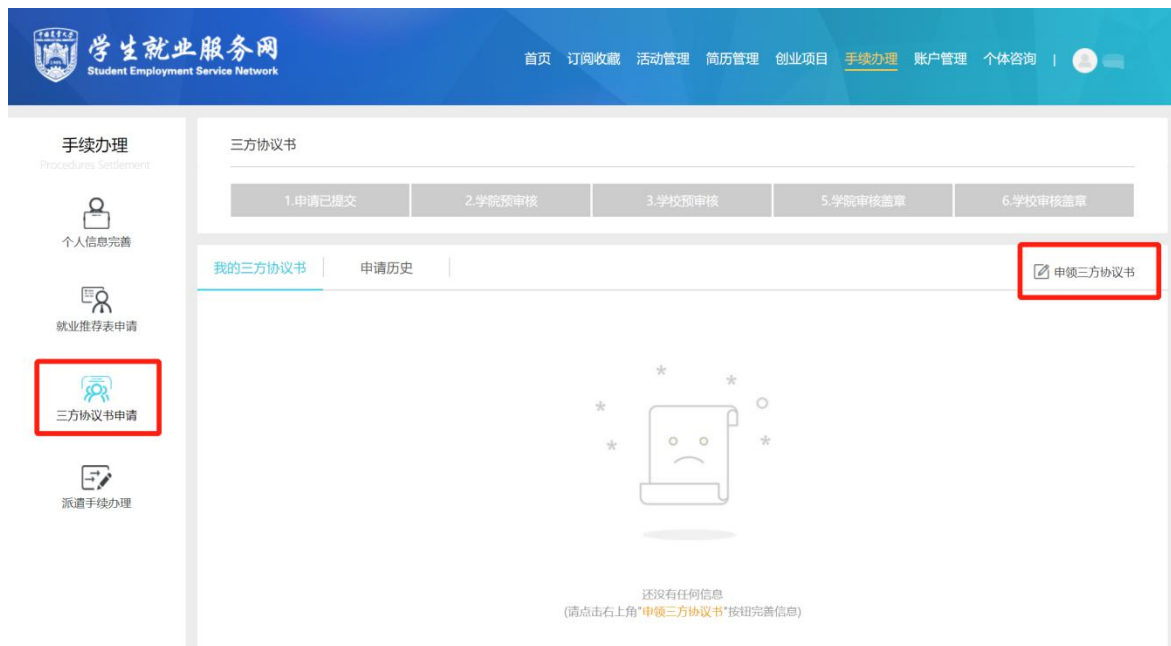 学生就业服务网
Student Employment Service Network
首页 订阅收藏 活动管理 简历管理 创业项目 手续办理 账户管理 个体咨询 |
手续办理
Procedures Settlement
个人信息完善
就业推荐表申请
三方协议书申请
派遣手续办理
三方协议书
1.申请已提交 2.学院预审核 3.学校预审核 5.学院审核盖章 6.学校审核盖章
我的三方协议书 申请历史 申领三方协议书
还没有任何信息
(请点击右上角"申领三方协议书"按钮完善信息)